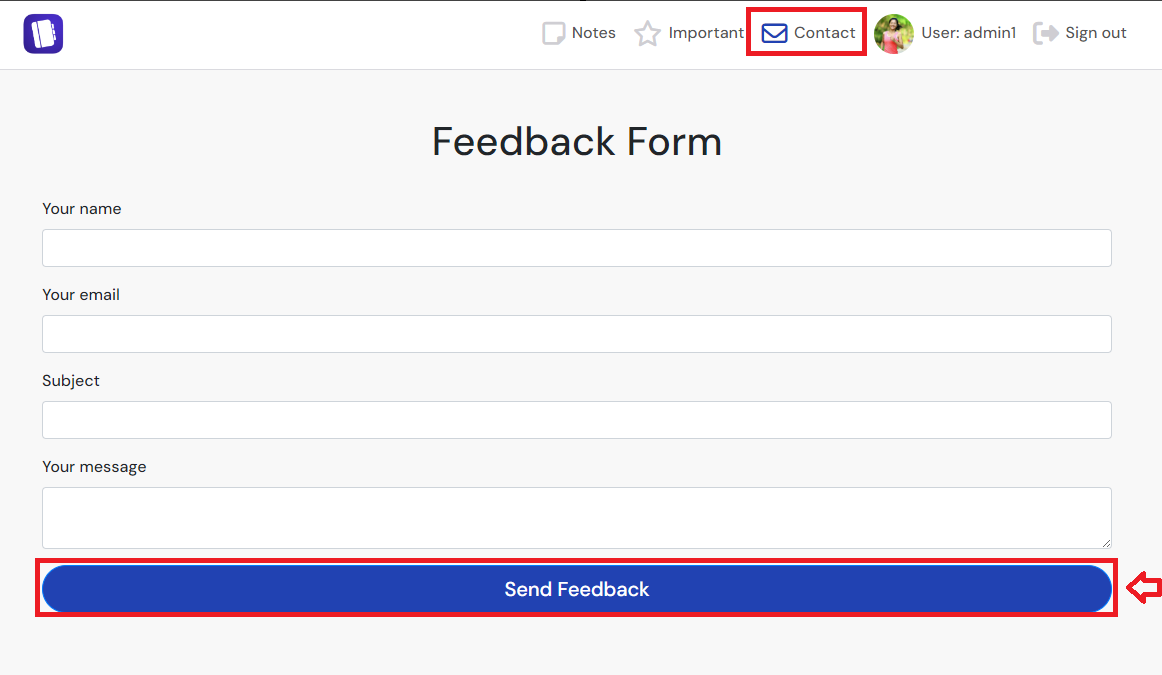 Notes Important Contact User: admin1 Sign out
Feedback Form
Your name
Your email
Subject
Your message
Send Feedback